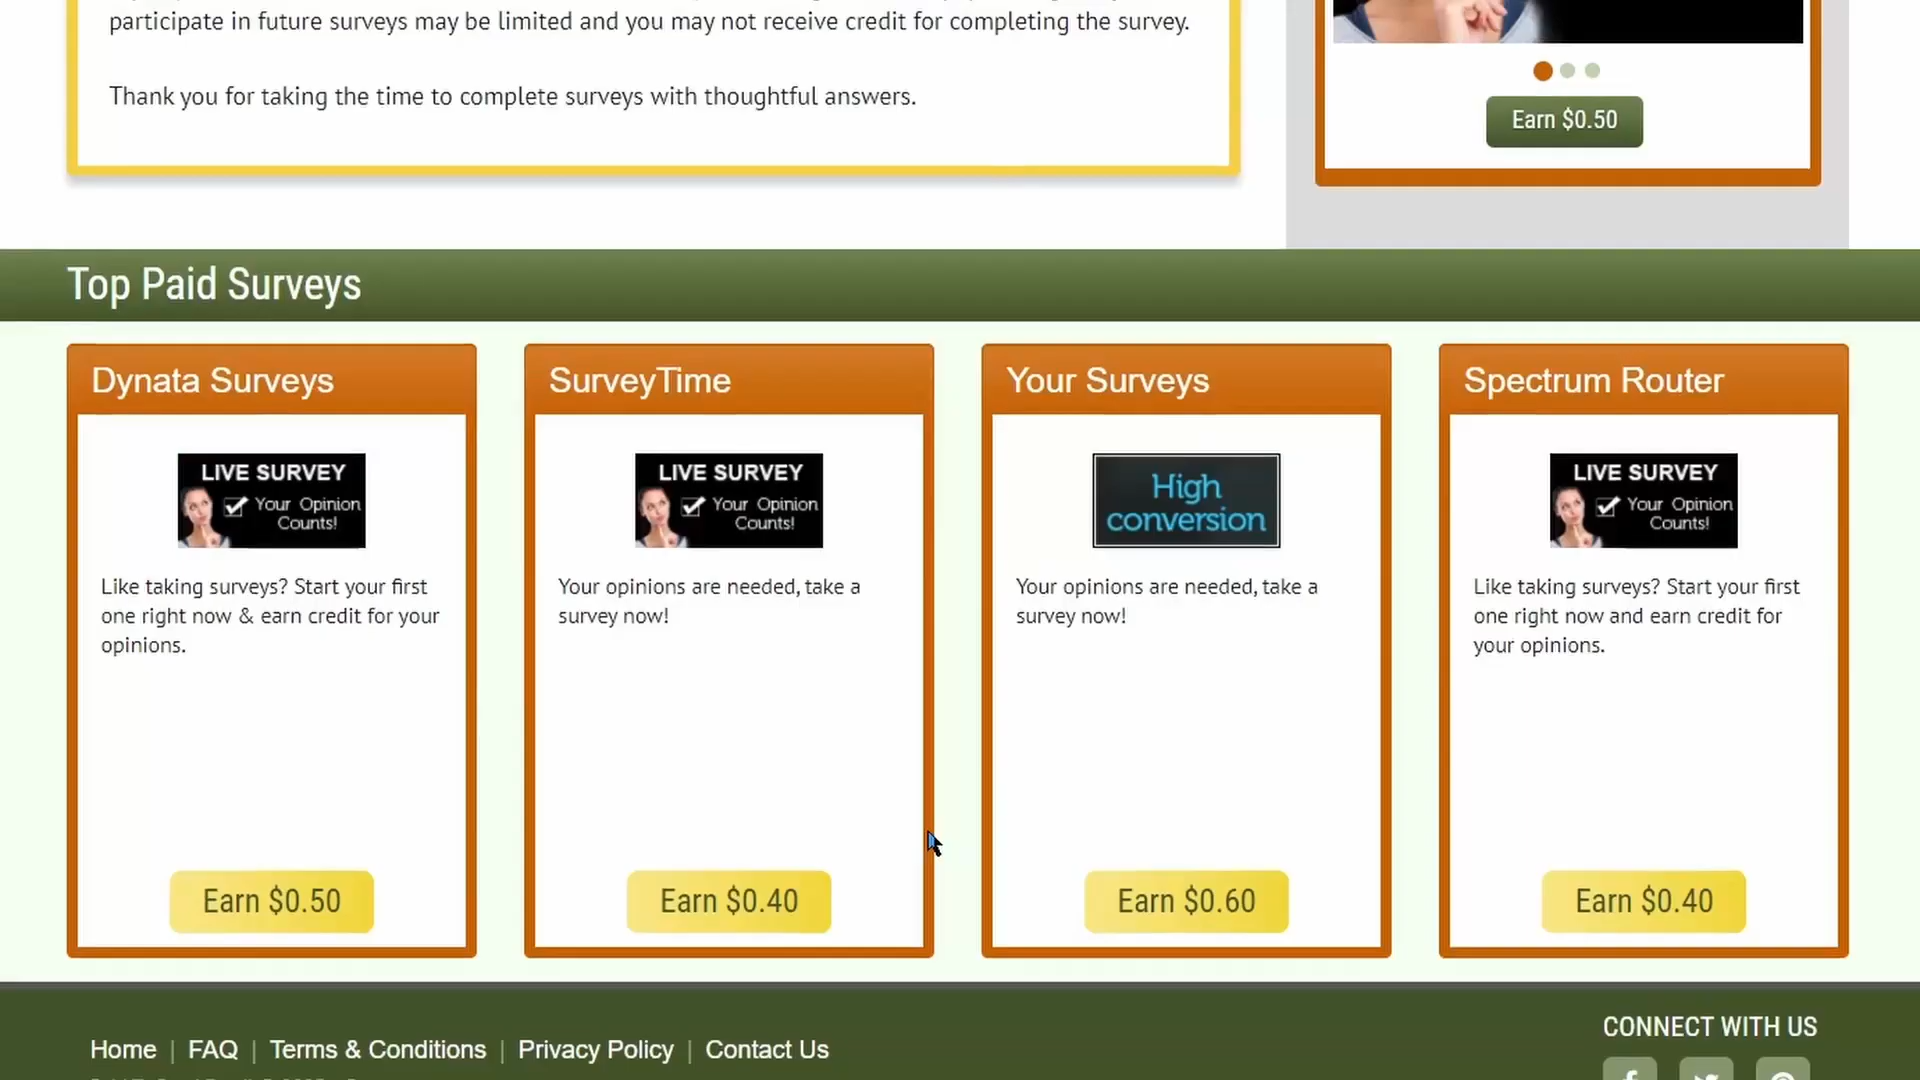 participate in future surveys may be limited and you may not receive credit for completing the survey.
Thank you for taking the time to complete surveys with thoughtful answers.
Earn $0.50
Top Paid Surveys
Dynata Surveys
LIVE SURVEY
Your Opinion
Counts!
Like taking surveys? Start your first
one right now & earn credit for your
opinions.
Earn $0.50
SurveyTime
LIVE SURVEY
Your Opinion
Counts!
Your opinions are needed, take a
survey now!
Earn $0.40
Your Surveys
High
conversion
Your opinions are needed, take a
survey now!
Earn $0.60
Spectrum Router
LIVE SURVEY
Your Opinion
Counts!
Like taking surveys? Start your first
one right now and earn credit for
your opinions.
Earn $0.40
Home | FAQ | Terms & Conditions | Privacy Policy | Contact Us
CONNECT WITH US